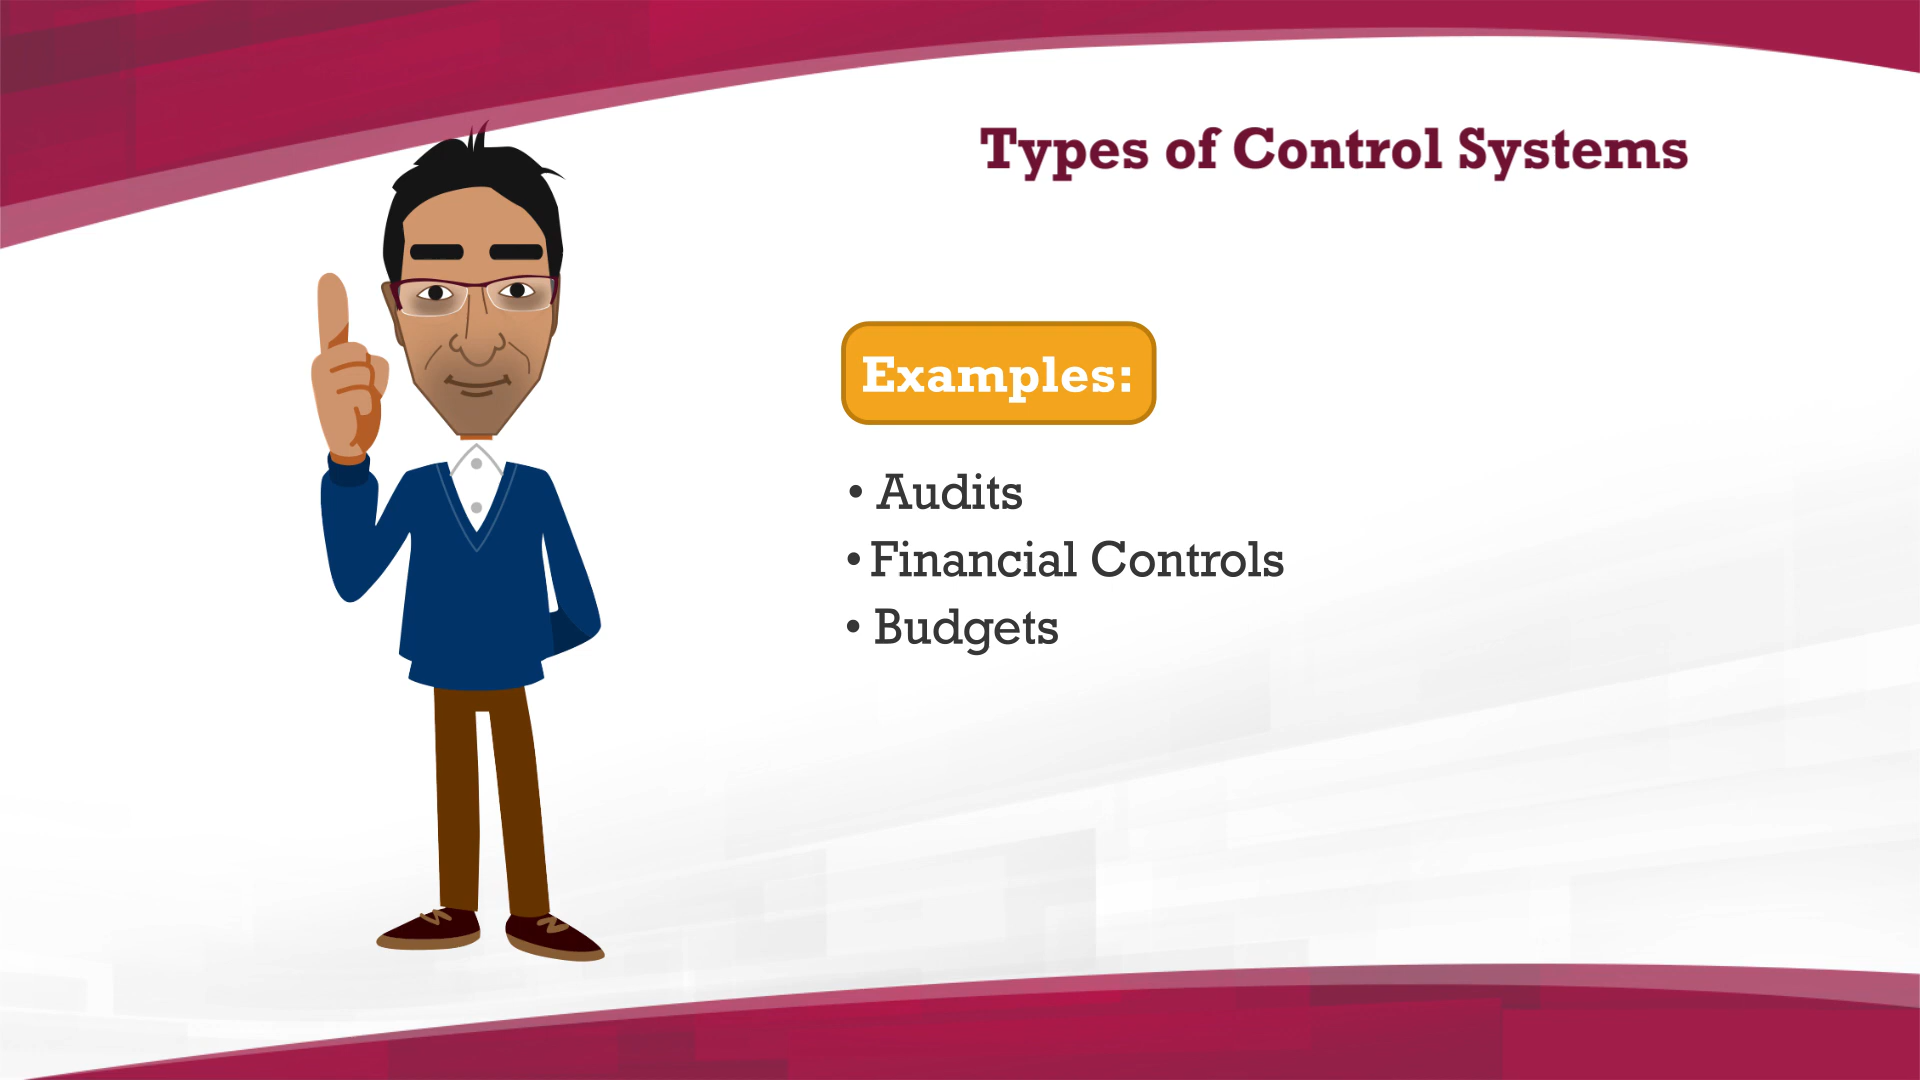 Types of Control Systems
Examples:
• Audits
• Financial Controls
• Budgets